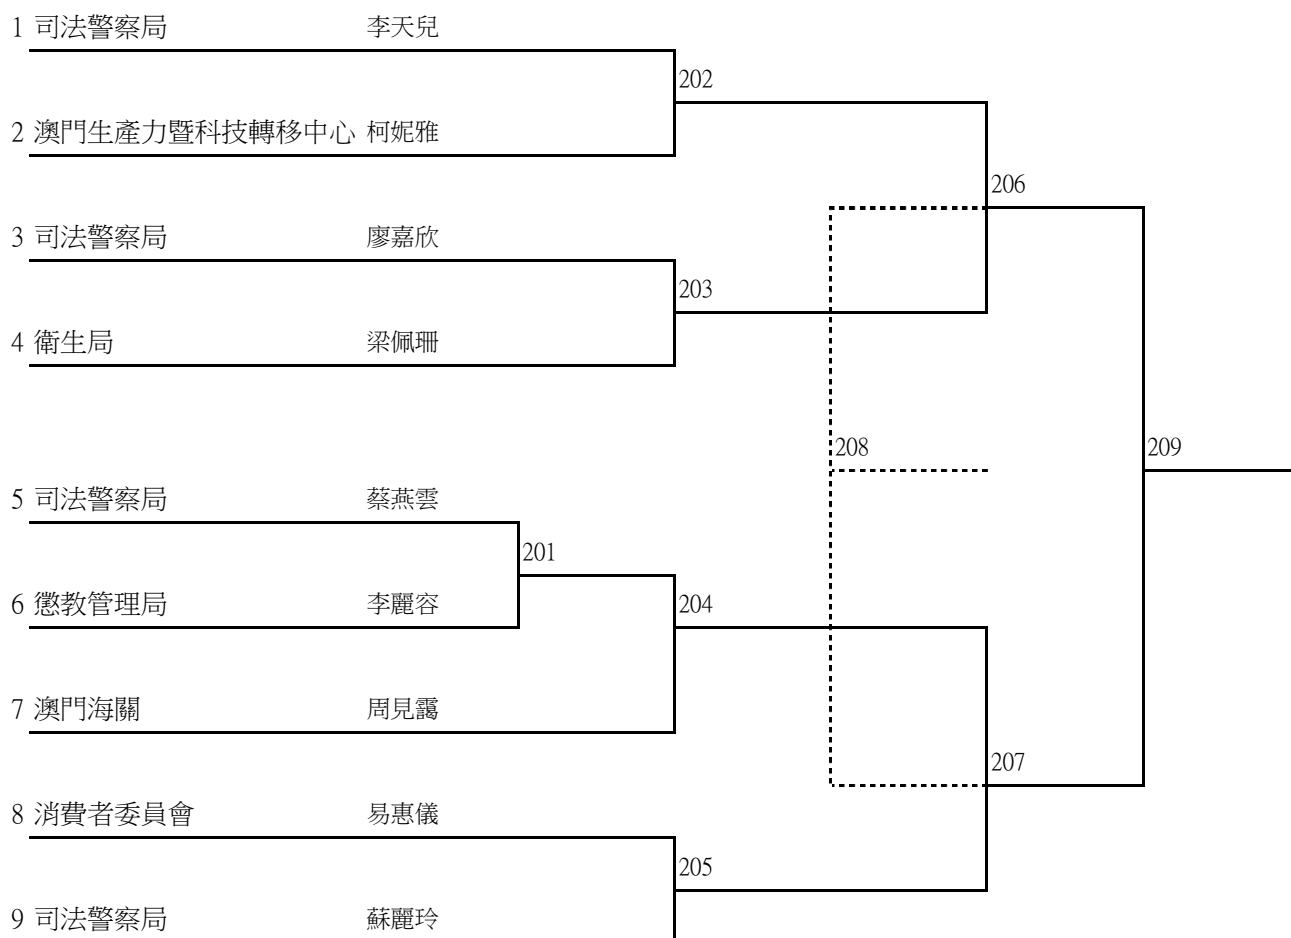 1 司法警察局 李天兒
202
2 澳門生產力暨科技轉移中心 柯妮雅
206
3 司法警察局 廖嘉欣
203
4 衛生局 梁佩珊
208
209
5 司法警察局 蔡燕雲
201
6 懲教管理局 李麗容
204
7 澳門海關 周見靄
207
8 消費者委員會 易惠儀
205
9 司法警察局 蘇麗玲